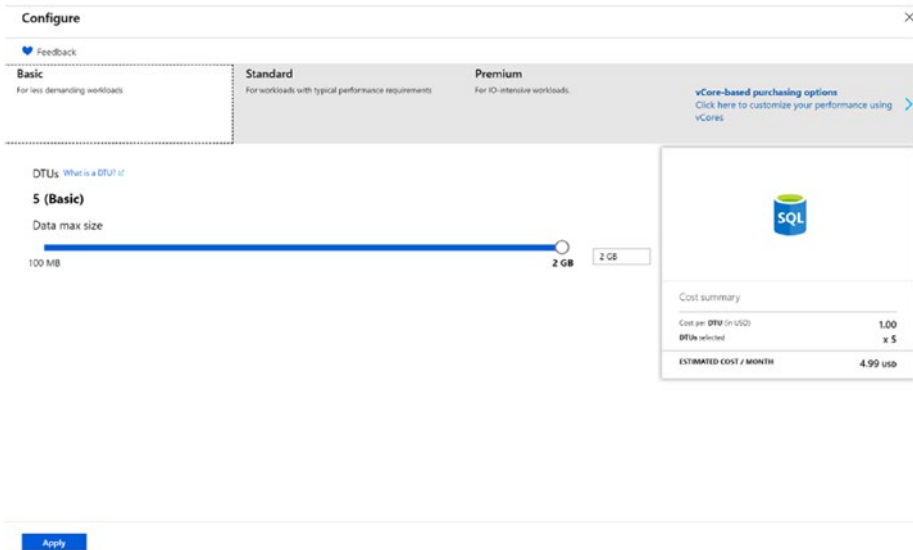 Configure
Feedback
Basic
For less demanding workloads
Standard
For workloads with typical performance requirements
Premium
For IO-intensive workloads.
vCore-based purchasing options
Click here to customize your performance using
vCores
DTUs What is a DTU?
5 (Basic)
Data max size
100 MB
2 GB
2 GB
SQL
Cost summary
Cost per DTU (in USD) 1.00
DTUs selected x 5
ESTIMATED COST / MONTH 4.99 USD
Apply